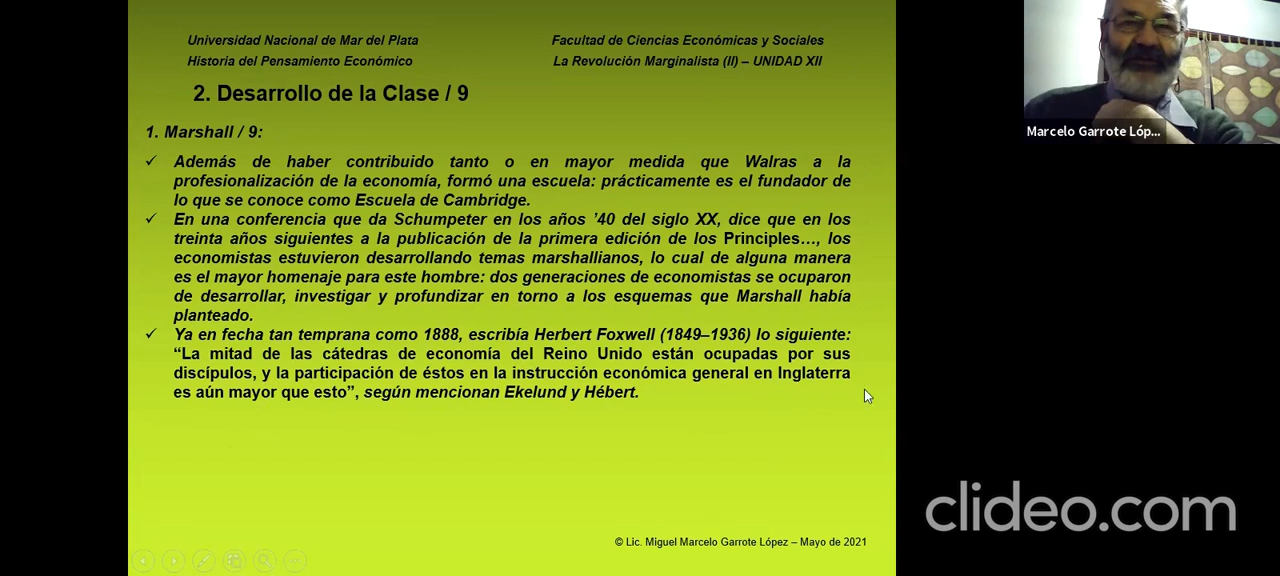 Universidad Nacional de Mar del Plata
Facultad de Ciencias Económicas y Sociales
Historia del Pensamiento Económico
La Revolución Marginalista (II) – UNIDAD XII
2. Desarrollo de la Clase / 9
1. Marshall / 9:
✓ Además de haber contribuido tanto o en mayor medida que Walras a la
profesionalización de la economía, formó una escuela: prácticamente es el fundador de
lo que se conoce como Escuela de Cambridge.
✓ En una conferencia que da Schumpeter en los años ’40 del siglo XX, dice que en los
treinta años siguientes a la publicación de la primera edición de los Principles…, los
economistas estuvieron desarrollando temas marshallianos, lo cual de alguna manera
es el mayor homenaje para este hombre: dos generaciones de economistas se ocuparon
de desarrollar, investigar y profundizar en torno a los esquemas que Marshall había
planteado.
✓ Ya en fecha tan temprana como 1888, escribía Herbert Foxwell (1849–1936) lo siguiente:
“La mitad de las cátedras de economía del Reino Unido están ocupadas por sus
discípulos, y la participación de éstos en la instrucción económica general en Inglaterra
es aún mayor que esto”, según mencionan Ekelund y Hébert.
© Lic. Miguel Marcelo Garrote López – Mayo de 2021
Marcelo Garrote Lóp...
clideo.com